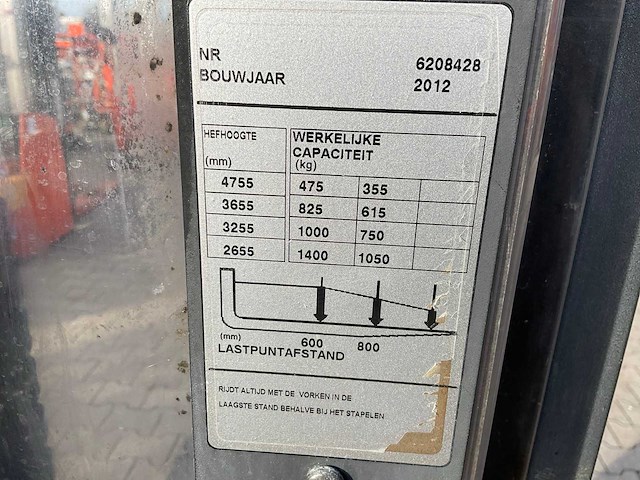 NR 6208428
BOUWJAAR 2012
HEFHOOGTE
(mm)
WERKELIJKE
CAPACITEIT
(kg)
4755 475 355
3655 825 615
3255 1000 750
2655 1400 1050
(mm) 600 800
LASTPUNTAFSTAND
RIJDT ALTIJD MET DE VORKEN IN DE
LAAGSTE STAND BEHALVE BIJ HET STAPELEN